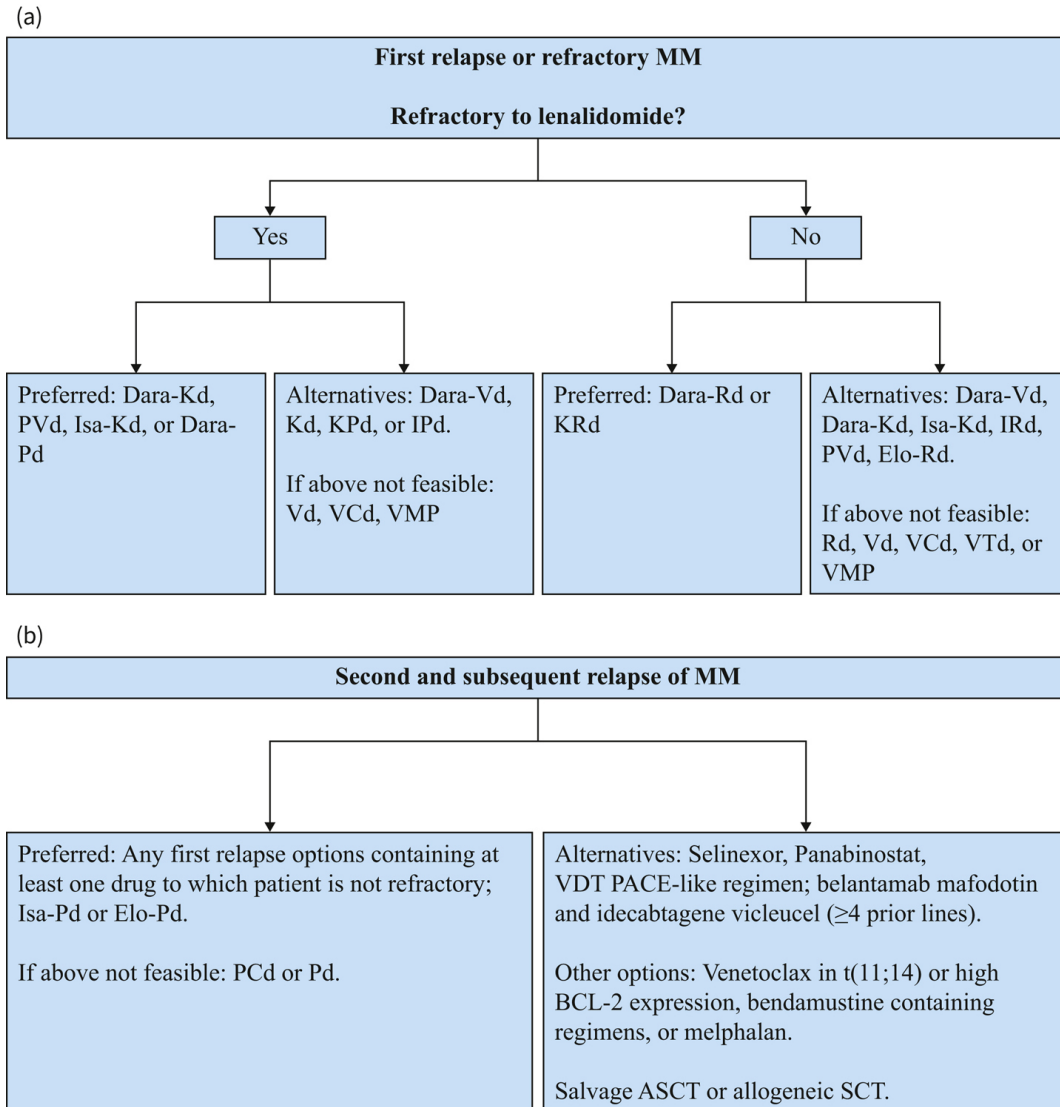 (a)
First relapse or refractory MM
Refractory to lenalidomide?
Yes
No
Preferred: Dara-Kd,
PVd, Isa-Kd, or Dara-
Pd
Alternatives: Dara-Vd,
Kd, KPd, or IPd.
If above not feasible:
Vd, VCd, VMP
Preferred: Dara-Rd or
KRd
Alternatives: Dara-Vd,
Dara-Kd, Isa-Kd, IRd,
PVd, Elo-Rd.
If above not feasible:
Rd, Vd, VCd, VTd, or
VMP
(b)
Second and subsequent relapse of MM
Preferred: Any first relapse options containing at
least one drug to which patient is not refractory;
Isa-Pd or Elo-Pd.
If above not feasible: PCd or Pd.
Alternatives: Selinexor, Panabinostat,
VDT PACE-like regimen; belantamab mafodotin
and idecabtagene vicleucel (≥4 prior lines).
Other options: Venetoclax in t(11;14) or high
BCL-2 expression, bendamustine containing
regimens, or melphalan.
Salvage ASCT or allogeneic SCT.